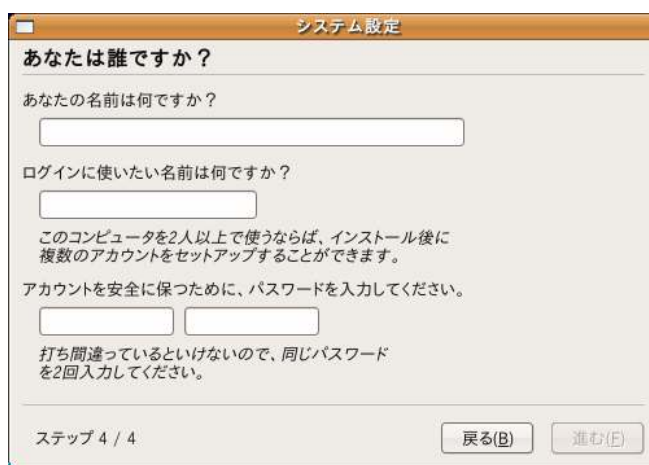 システム設定
あなたは誰ですか？
あなたの名前は何ですか？
ログインに使いたい名前は何ですか？
このコンピュータを2人以上で使うならば、インストール後に
複数のアカウントをセットアップすることができます。
アカウントを安全に保つために、パスワードを入力してください。
打ち間違っているといけないので、同じパスワード
を2回入力してください。
ステップ 4 / 4
戻る(B)
進む(F)